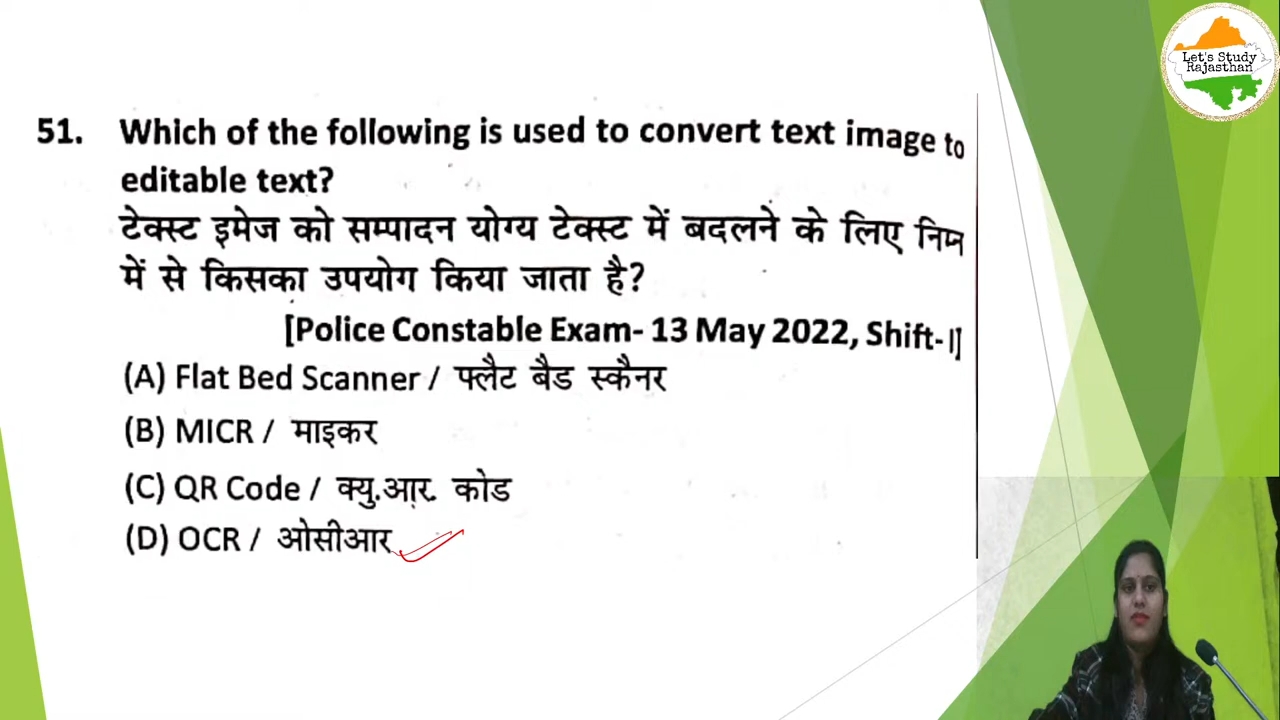 Let's Study
Rajasthan
51. Which of the following is used to convert text image to
editable text?
टेक्स्ट इमेज को सम्पादन योग्य टेक्स्ट में बदलने के लिए निम्न
में से किसका उपयोग किया जाता है?
[Police Constable Exam- 13 May 2022, Shift-I]
(A) Flat Bed Scanner / फ्लैट बैड स्कैनर
(B) MICR / माइकर
(C) QR Code / क्यु.आर. कोड
(D) OCR / ओसीआर